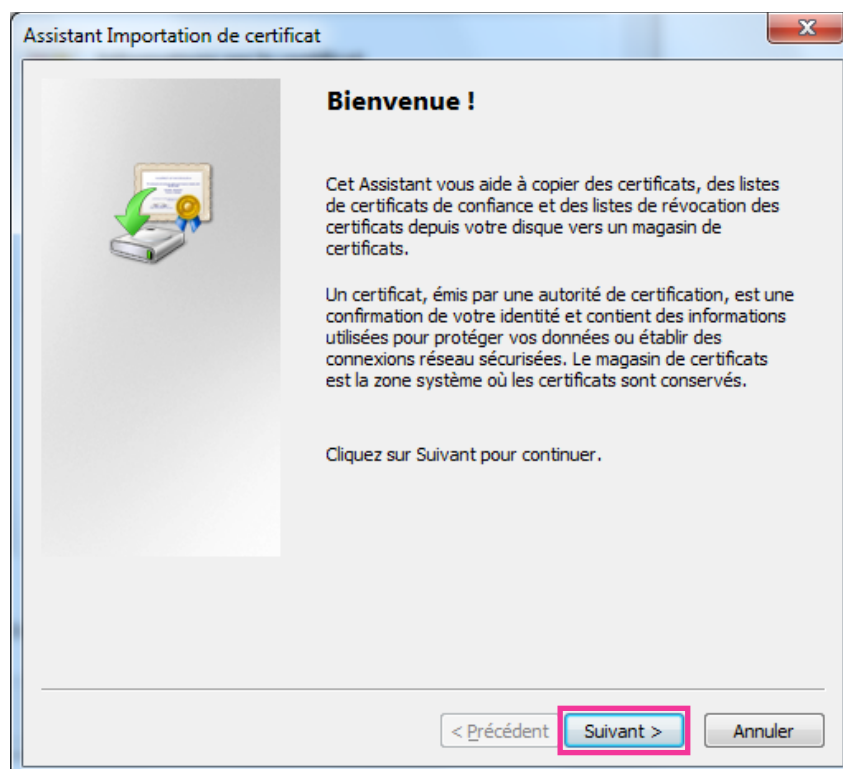 Assistant Importation de certificat
Bienvenue !
Cet Assistant vous aide à copier des certificats, des listes
de certificats de confiance et des listes de révocation des
certificats depuis votre disque vers un magasin de
certificats.
Un certificat, émis par une autorité de certification, est une
confirmation de votre identité et contient des informations
utilisées pour protéger vos données ou établir des
connexions réseau sécurisées. Le magasin de certificats
est la zone système où les certificats sont conservés.
Cliquez sur Suivant pour continuer.
< Précédent Suivant > Annuler